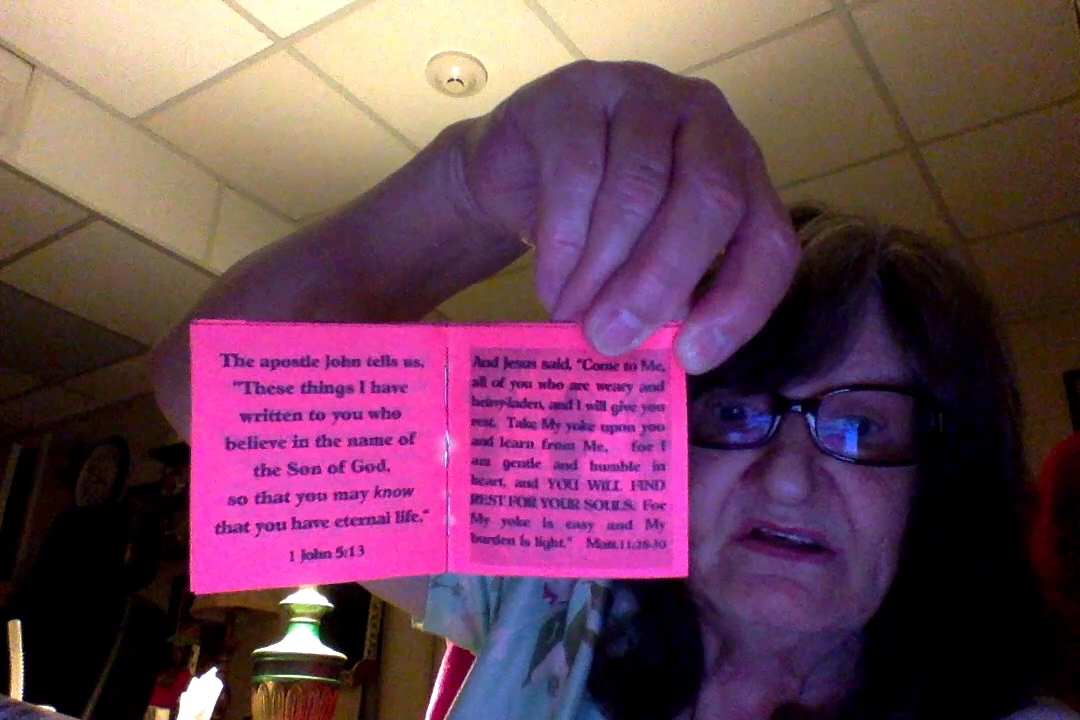 The apostle John tells us,
"These things I have
written to you who
believe in the name of
the Son of God,
so that you may know
that you have eternal life."
1 John 5:13
And Jesus said, "Come to Me,
all of you who are weary and
heavy-laden, and I will give you
rest. Take My yoke upon you
and learn from Me, for I
am gentle and humble in
heart, and YOU WILL FIND
REST FOR YOUR SOULS. For
My yoke is easy and My
burden is light." Matt.11:28-30